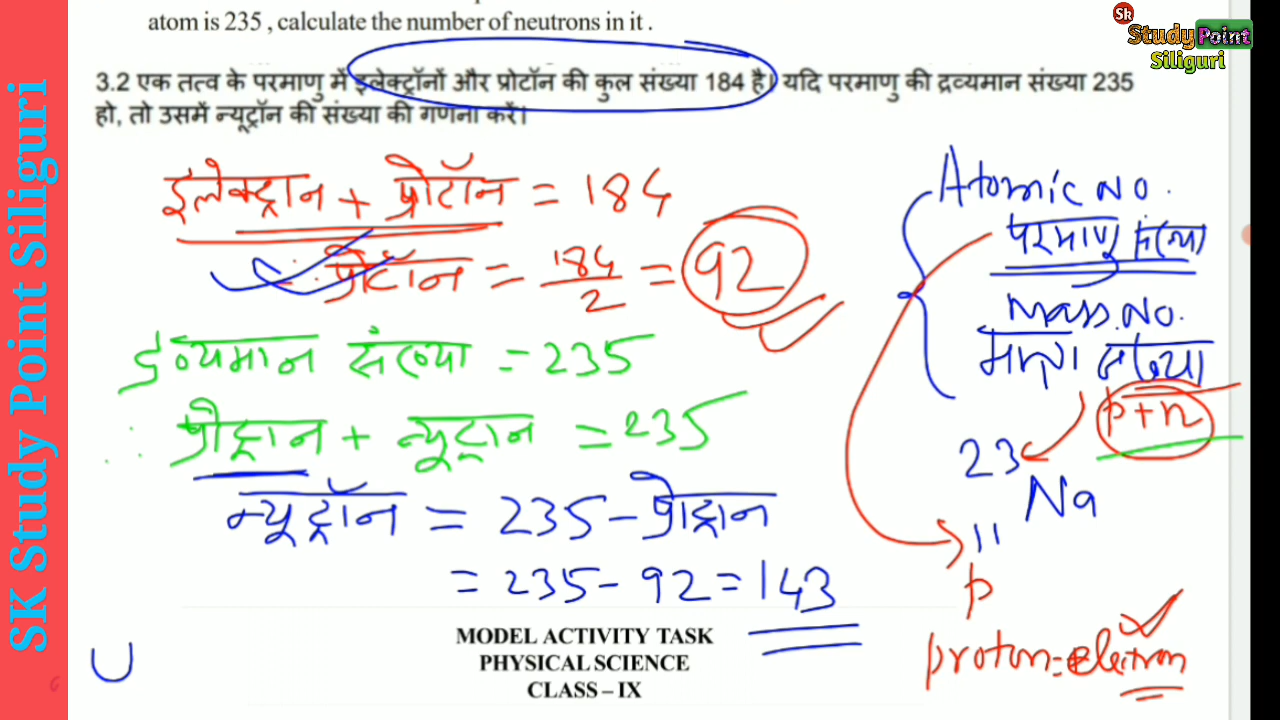 atom is 235 , calculate the number of neutrons in it .
3.2 एक तत्व के परमाणु में इलेक्ट्रॉनों और प्रोटॉन की कुल संख्या 184 है। यदि परमाणु की द्रव्यमान संख्या 235
हो, तो उसमें न्यूट्रॉन की संख्या की गणना करें।
इलेक्ट्रान + प्रोटॉन = 184
∴ प्रोटॉन = 184/2 = 92
द्रव्यमान संख्या = 235
∴ प्रोट्रान + न्यूट्रान = 235
न्यूट्रॉन = 235 - प्रोट्रान
= 235 - 92 = 143
Atomic No.
परमाणु संख्या
Mass. No.
संख्या
p+n
23
Na
11
p
proton = electron
MODEL ACTIVITY TASK
PHYSICAL SCIENCE
CLASS – IX
SK Study Point Siliguri
Sk
Study Point
Siliguri